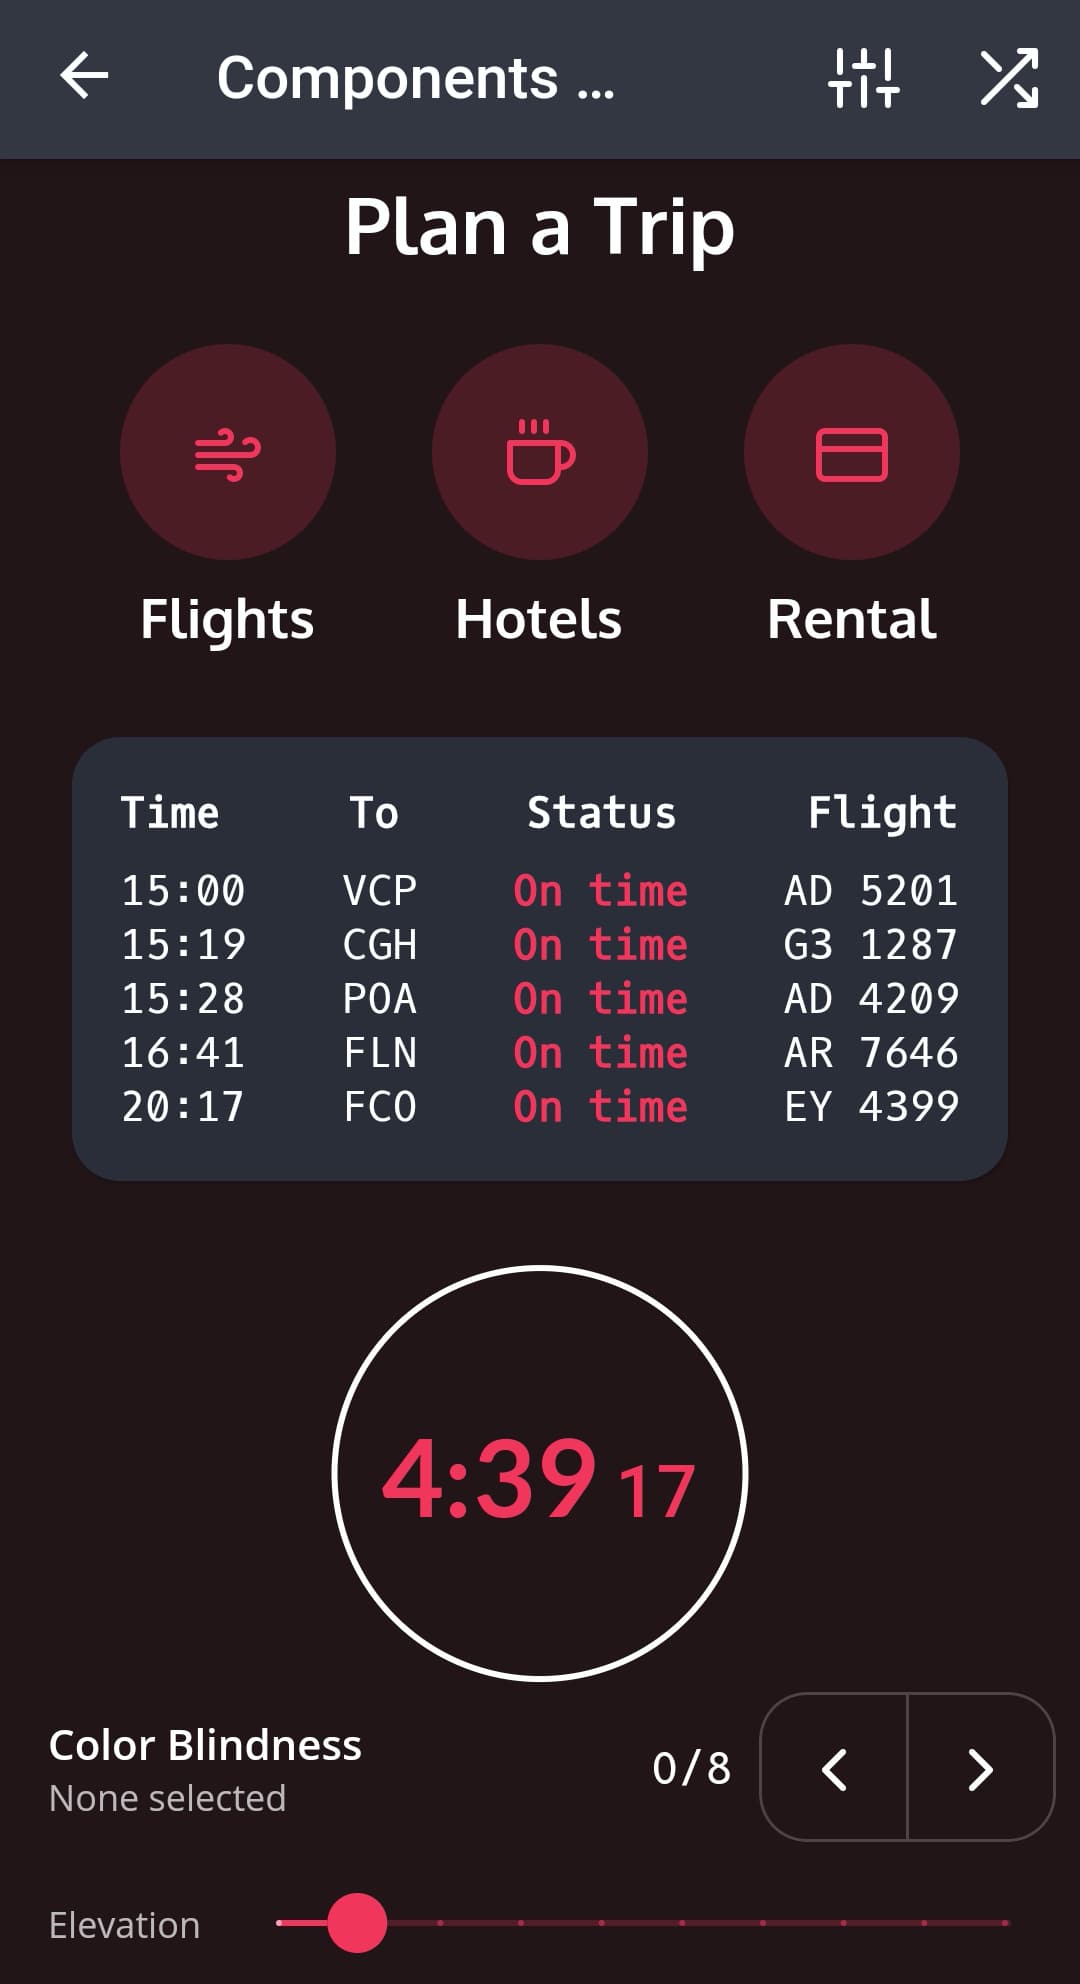 Components ...
Plan a Trip
Flights Hotels Rental
Time To Status Flight
15:00 VCP On time AD 5201
15:19 CGH On time G3 1287
15:28 POA On time AD 4209
16:41 FLN On time AR 7646
20:17 FCO On time EY 4399
4:39 17
Color Blindness
None selected
0/8
Elevation